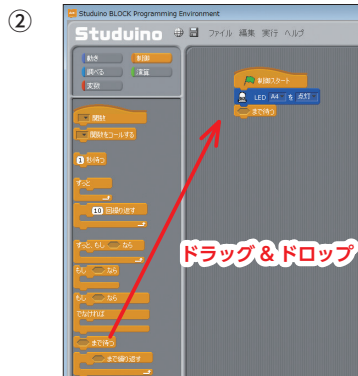 ②
Studuino BLOCK Programming Environment
Studuino ファイル 編集 実行 ヘルプ
動き 制御
調べる 演算
変数
関数
関数をコールする
1 秒待つ
ずっと
10 回繰り返す
ずっと、もし なら
もし なら
もし なら
でなければ
まで待つ
まで繰り返す
制御スタート
LED A4 を 点灯
まで待つ
ドラッグ & ドロップ